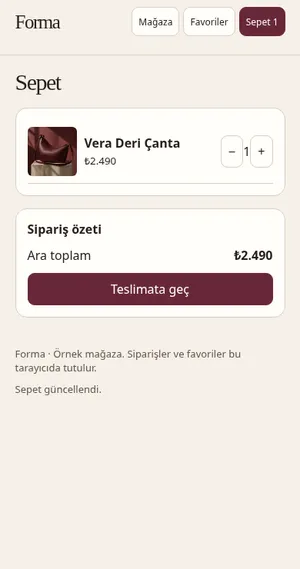 Forma
Mağaza
Favoriler
Sepet 1
Sepet
Vera Deri Çanta
₺2.490
− 1 +
Sipariş özeti
Ara toplam ₺2.490
Teslimata geç
Forma · Örnek mağaza. Siparişler ve favoriler bu
tarayıcıda tutulur.
Sepet güncellendi.